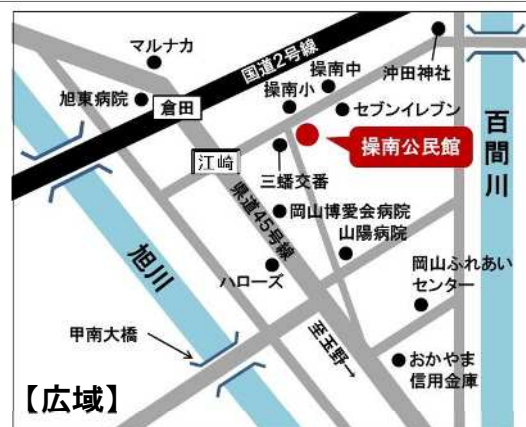 マルナカ
国道2号線
沖田神社
操南中
操南小
旭東病院
倉田
セブンイレブン
百間川
操南公民館
江崎
三蟠交番
県道45号線
岡山博愛会病院
山陽病院
旭川
ハローズ
岡山ふれあい
センター
甲南大橋
至玉野→
おかやま
信用金庫
【広域】